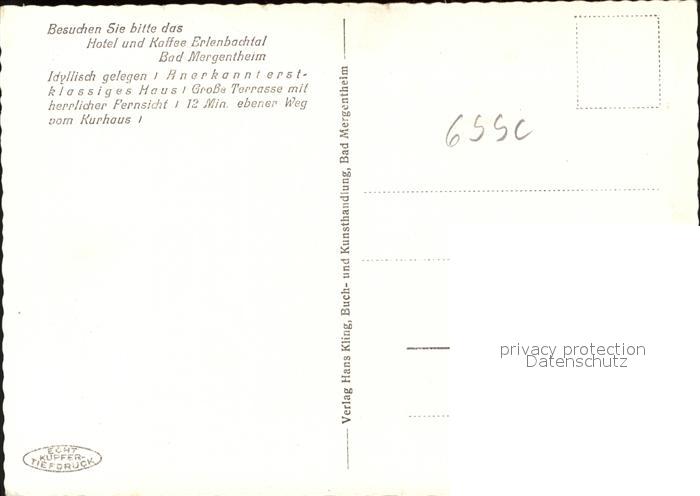 Besuchen Sie bitte das
Hotel und Kaffee Erlenbachtal
Bad Mergentheim
Idyllisch gelegen / Anerkannt erst-
klassiges Haus / Große Terrasse mit
herrlicher Fernsicht / 12 Min. ebener Weg
vom Kurhaus /
Verlag Hans Kling, Buch- und Kunsthandlung, Bad Mergentheim
privacy protection
Datenschutz
ECHT
KUPFER-
TIEFDRUCK